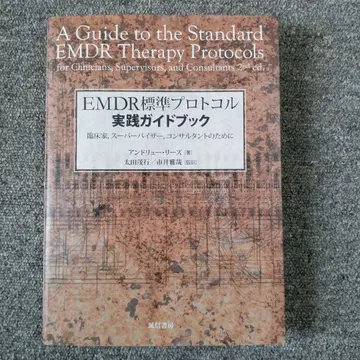 A Guide to the Standard
EMDR Therapy Protocols
for Clinicians, Supervisors, and Consultants 2nd ed.
EMDR標準プロトコル
実践ガイドブック
臨床家、スーパーバイザー、コンサルタントのために
アンドリュー・リーズ[著]
太田茂行/市井雅哉[監訳]
誠信書房